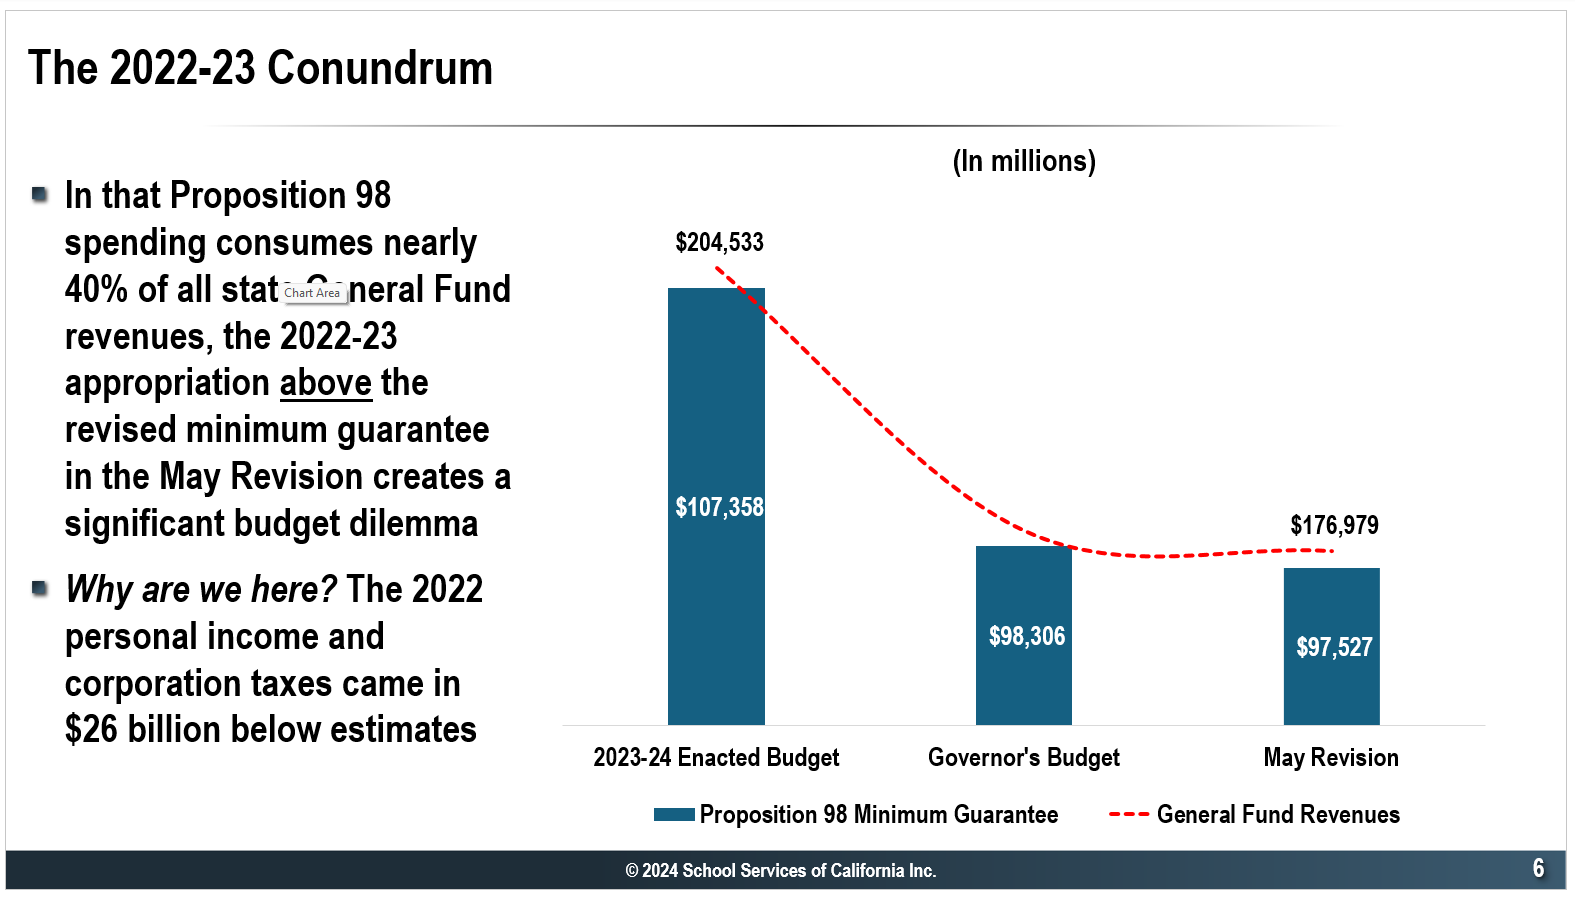 The 2022-23 Conundrum
In that Proposition 98
spending consumes nearly
40% of all state General Fund
revenues, the 2022-23
appropriation above the
revised minimum guarantee
in the May Revision creates a
significant budget dilemma
Why are we here? The 2022
personal income and
corporation taxes came in
$26 billion below estimates
Chart Area
(In millions)
$204,533
$107,358
$176,979
$98,306
$97,527
2023-24 Enacted Budget
Governor's Budget
May Revision
Proposition 98 Minimum Guarantee
General Fund Revenues
© 2024 School Services of California Inc.
6